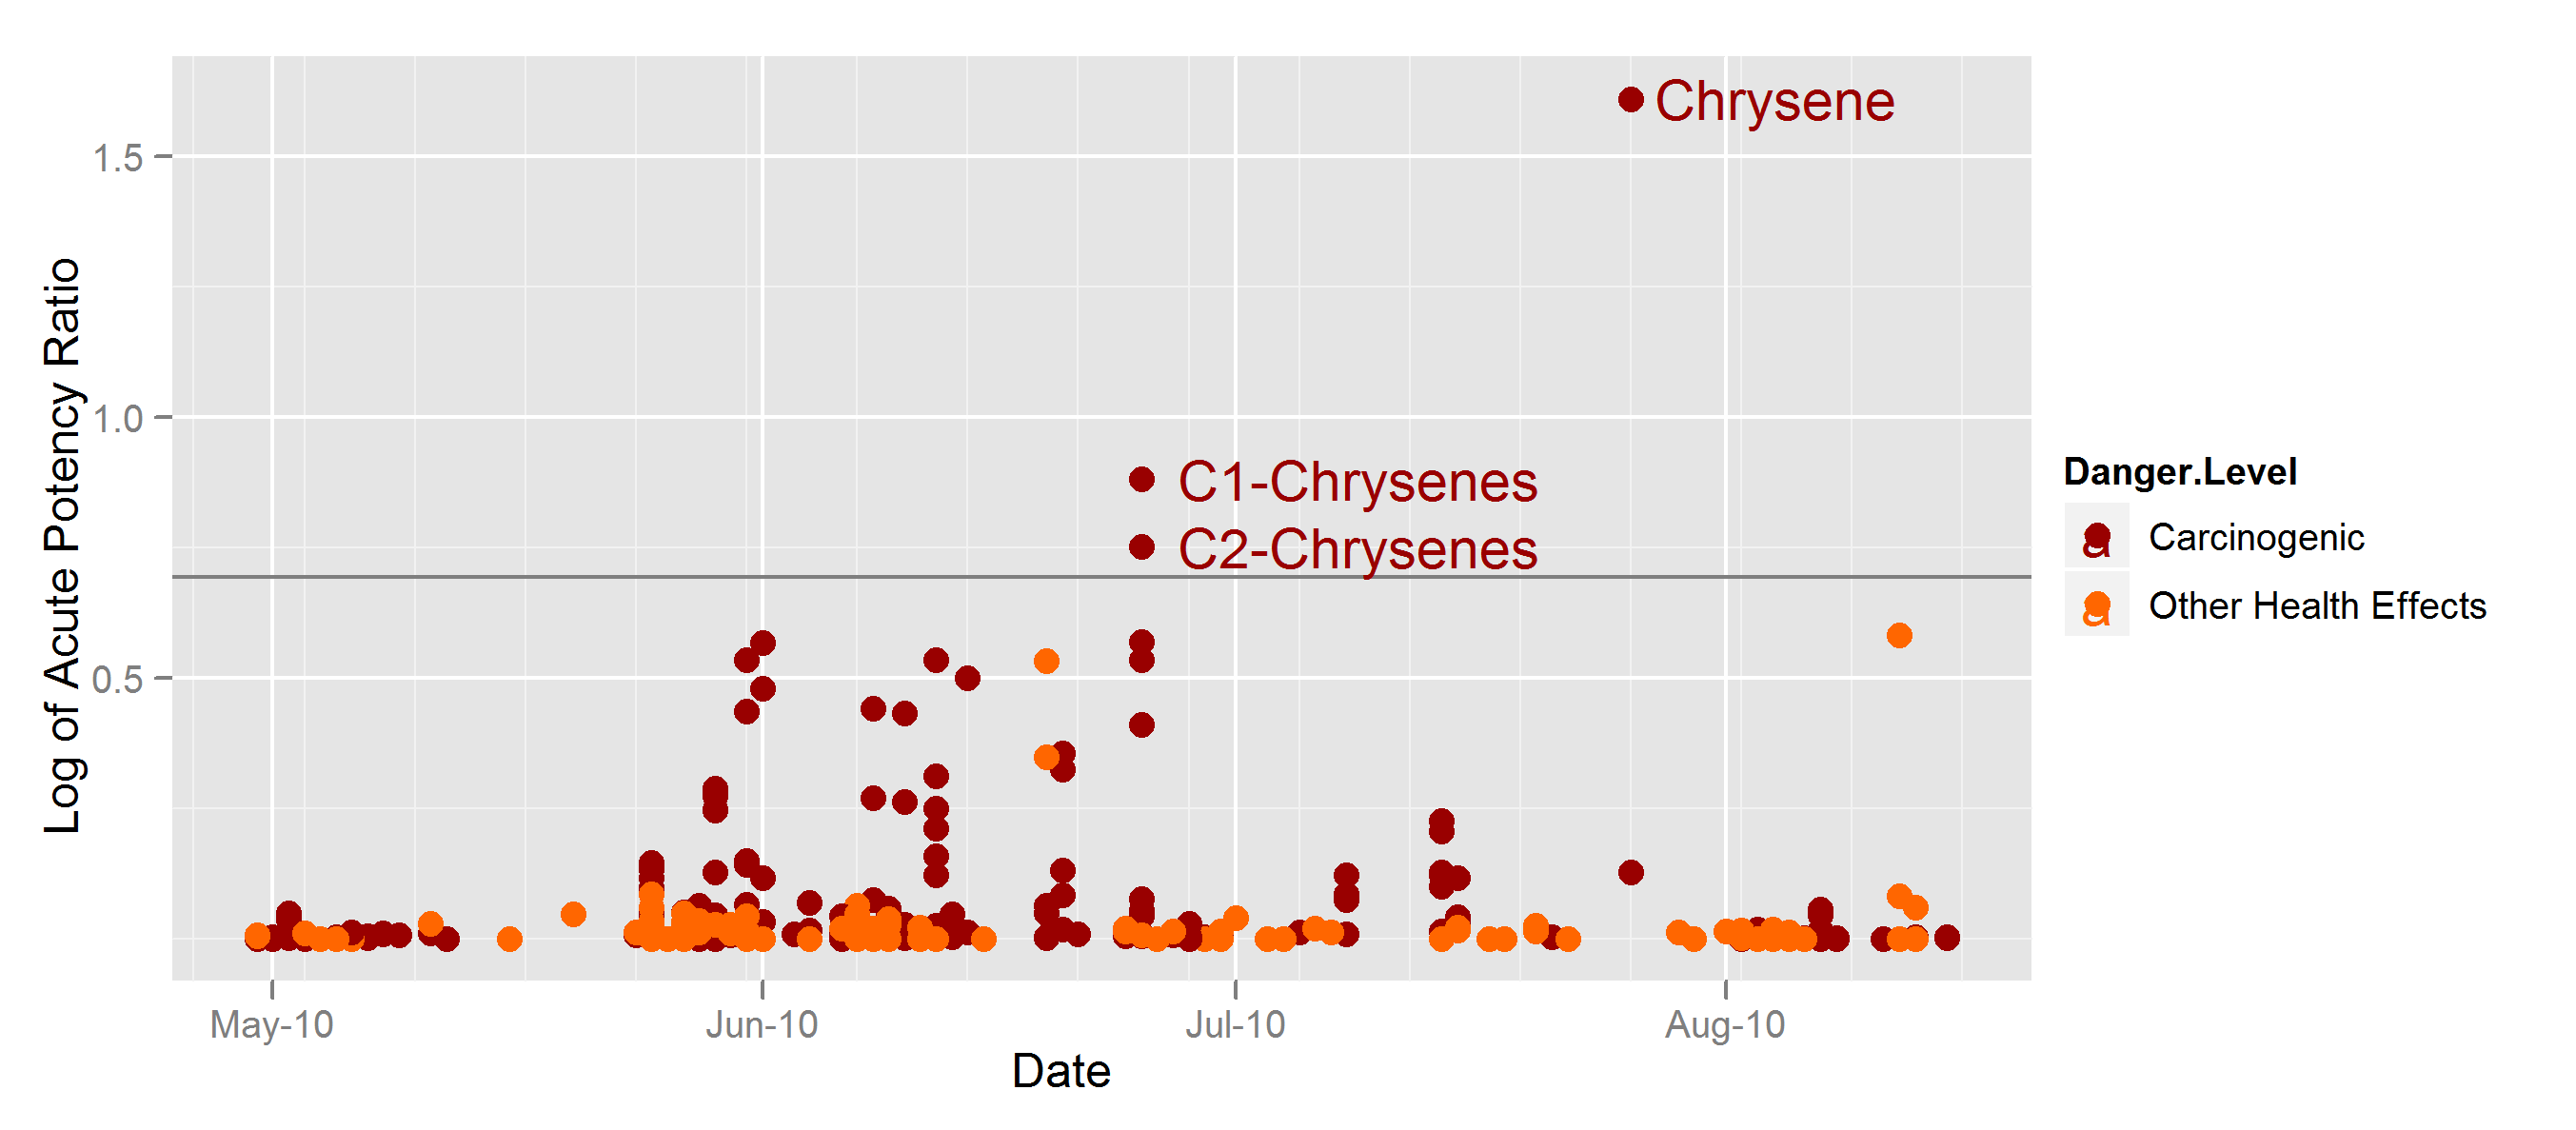 Chrysene
1.5
1.0
C1-Chrysenes
C2-Chrysenes
0.5
Log of Acute Potency Ratio
May-10
Jun-10
Jul-10
Aug-10
Date
Danger.Level
a Carcinogenic
a Other Health Effects